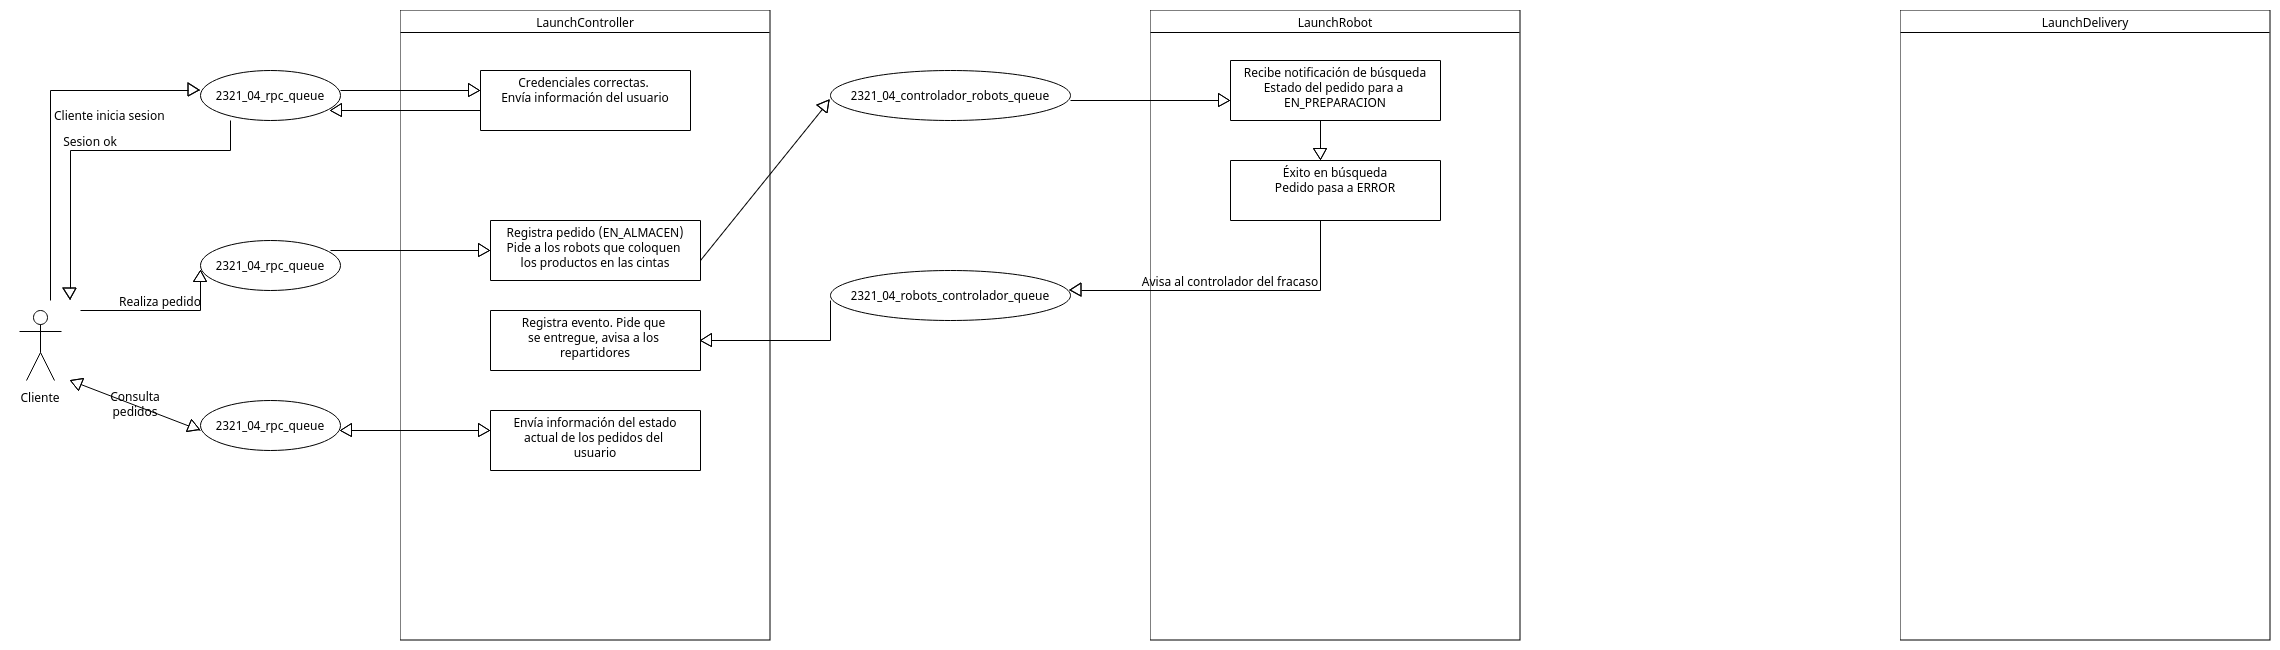 LaunchController
LaunchRobot
LaunchDelivery
2321_04_rpc_queue
Credenciales correctas.
Envía información del usuario
Cliente inicia sesion
Sesion ok
2321_04_controlador_robots_queue
Recibe notificación de búsqueda
Estado del pedido para a
EN_PREPARACION
Éxito en búsqueda
Pedido pasa a ERROR
2321_04_rpc_queue
Registra pedido (EN_ALMACEN)
Pide a los robots que coloquen
los productos en las cintas
Realiza pedido
2321_04_robots_controlador_queue
Avisa al controlador del fracaso
Registra evento. Pide que
se entregue, avisa a los
repartidores
Cliente
Consulta
pedidos
2321_04_rpc_queue
Envía información del estado
actual de los pedidos del
usuario